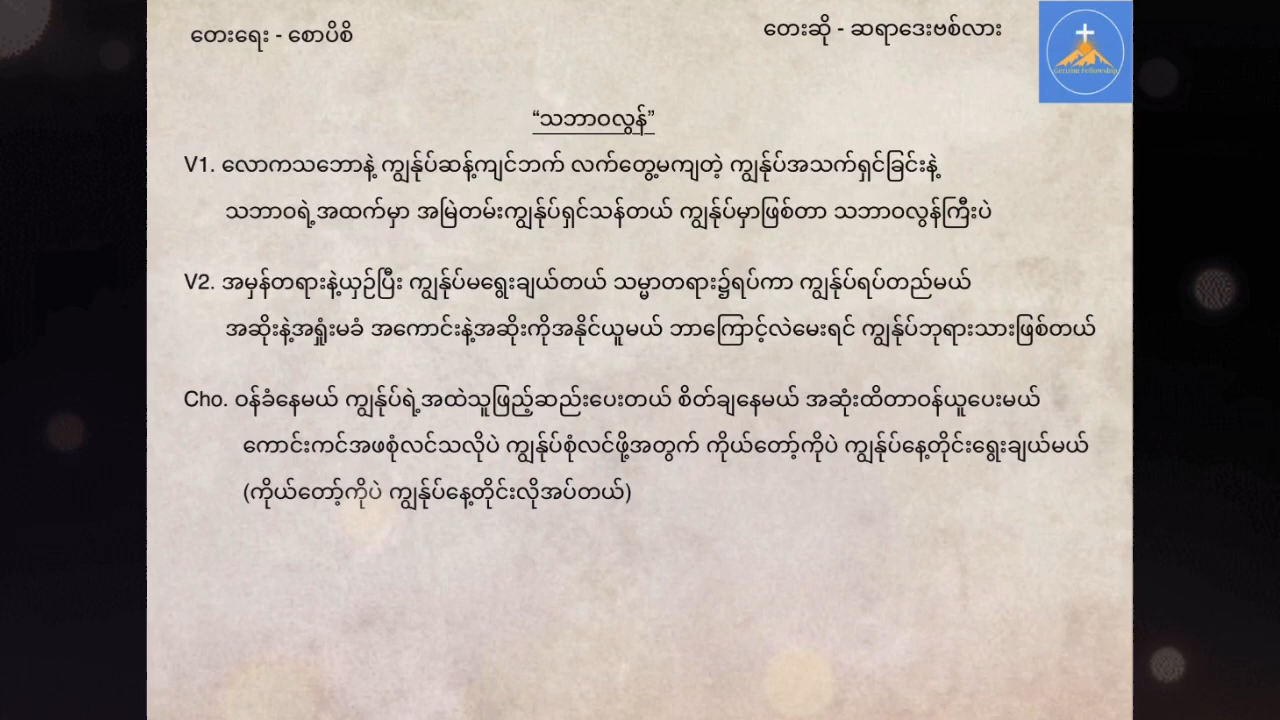 တေးရေး - စောပိစိ
တေးဆို - ဆရာဒေးဗစ်လား
Gerizim Fellowship
“သဘာဝလွန်”
V1. လောကသဘောနဲ့ ကျွန်ုပ်ဆန့်ကျင်ဘက် လက်တွေ့မကျတဲ့ ကျွန်ုပ်အသက်ရှင်ခြင်းနဲ့
သဘာဝရဲ့အထက်မှာ အမြဲတမ်းကျွန်ုပ်ရှင်သန်တယ် ကျွန်ုပ်မှာဖြစ်တာ သဘာဝလွန်ကြီးပဲ
V2. အမှန်တရားနဲ့ယှဉ်ပြီး ကျွန်ုပ်မရွေးချယ်တယ် သမ္မာတရား၌ရပ်ကာ ကျွန်ုပ်ရပ်တည်မယ်
အဆိုးနဲ့အရှုံးမခံ အကောင်းနဲ့အဆိုးကိုအနိုင်ယူမယ် ဘာကြောင့်လဲမေးရင် ကျွန်ုပ်ဘုရားသားဖြစ်တယ်
Cho. ဝန်ခံနေမယ် ကျွန်ုပ်ရဲ့အထဲသူဖြည့်ဆည်းပေးတယ် စိတ်ချနေမယ် အဆုံးထိတာဝန်ယူပေးမယ်
ကောင်းကင်အဖစုံလင်သလိုပဲ ကျွန်ုပ်စုံလင်ဖို့အတွက် ကိုယ်တော့်ကိုပဲ ကျွန်ုပ်နေ့တိုင်းရွေးချယ်မယ်
(ကိုယ်တော့်ကိုပဲ ကျွန်ုပ်နေ့တိုင်းလိုအပ်တယ်)